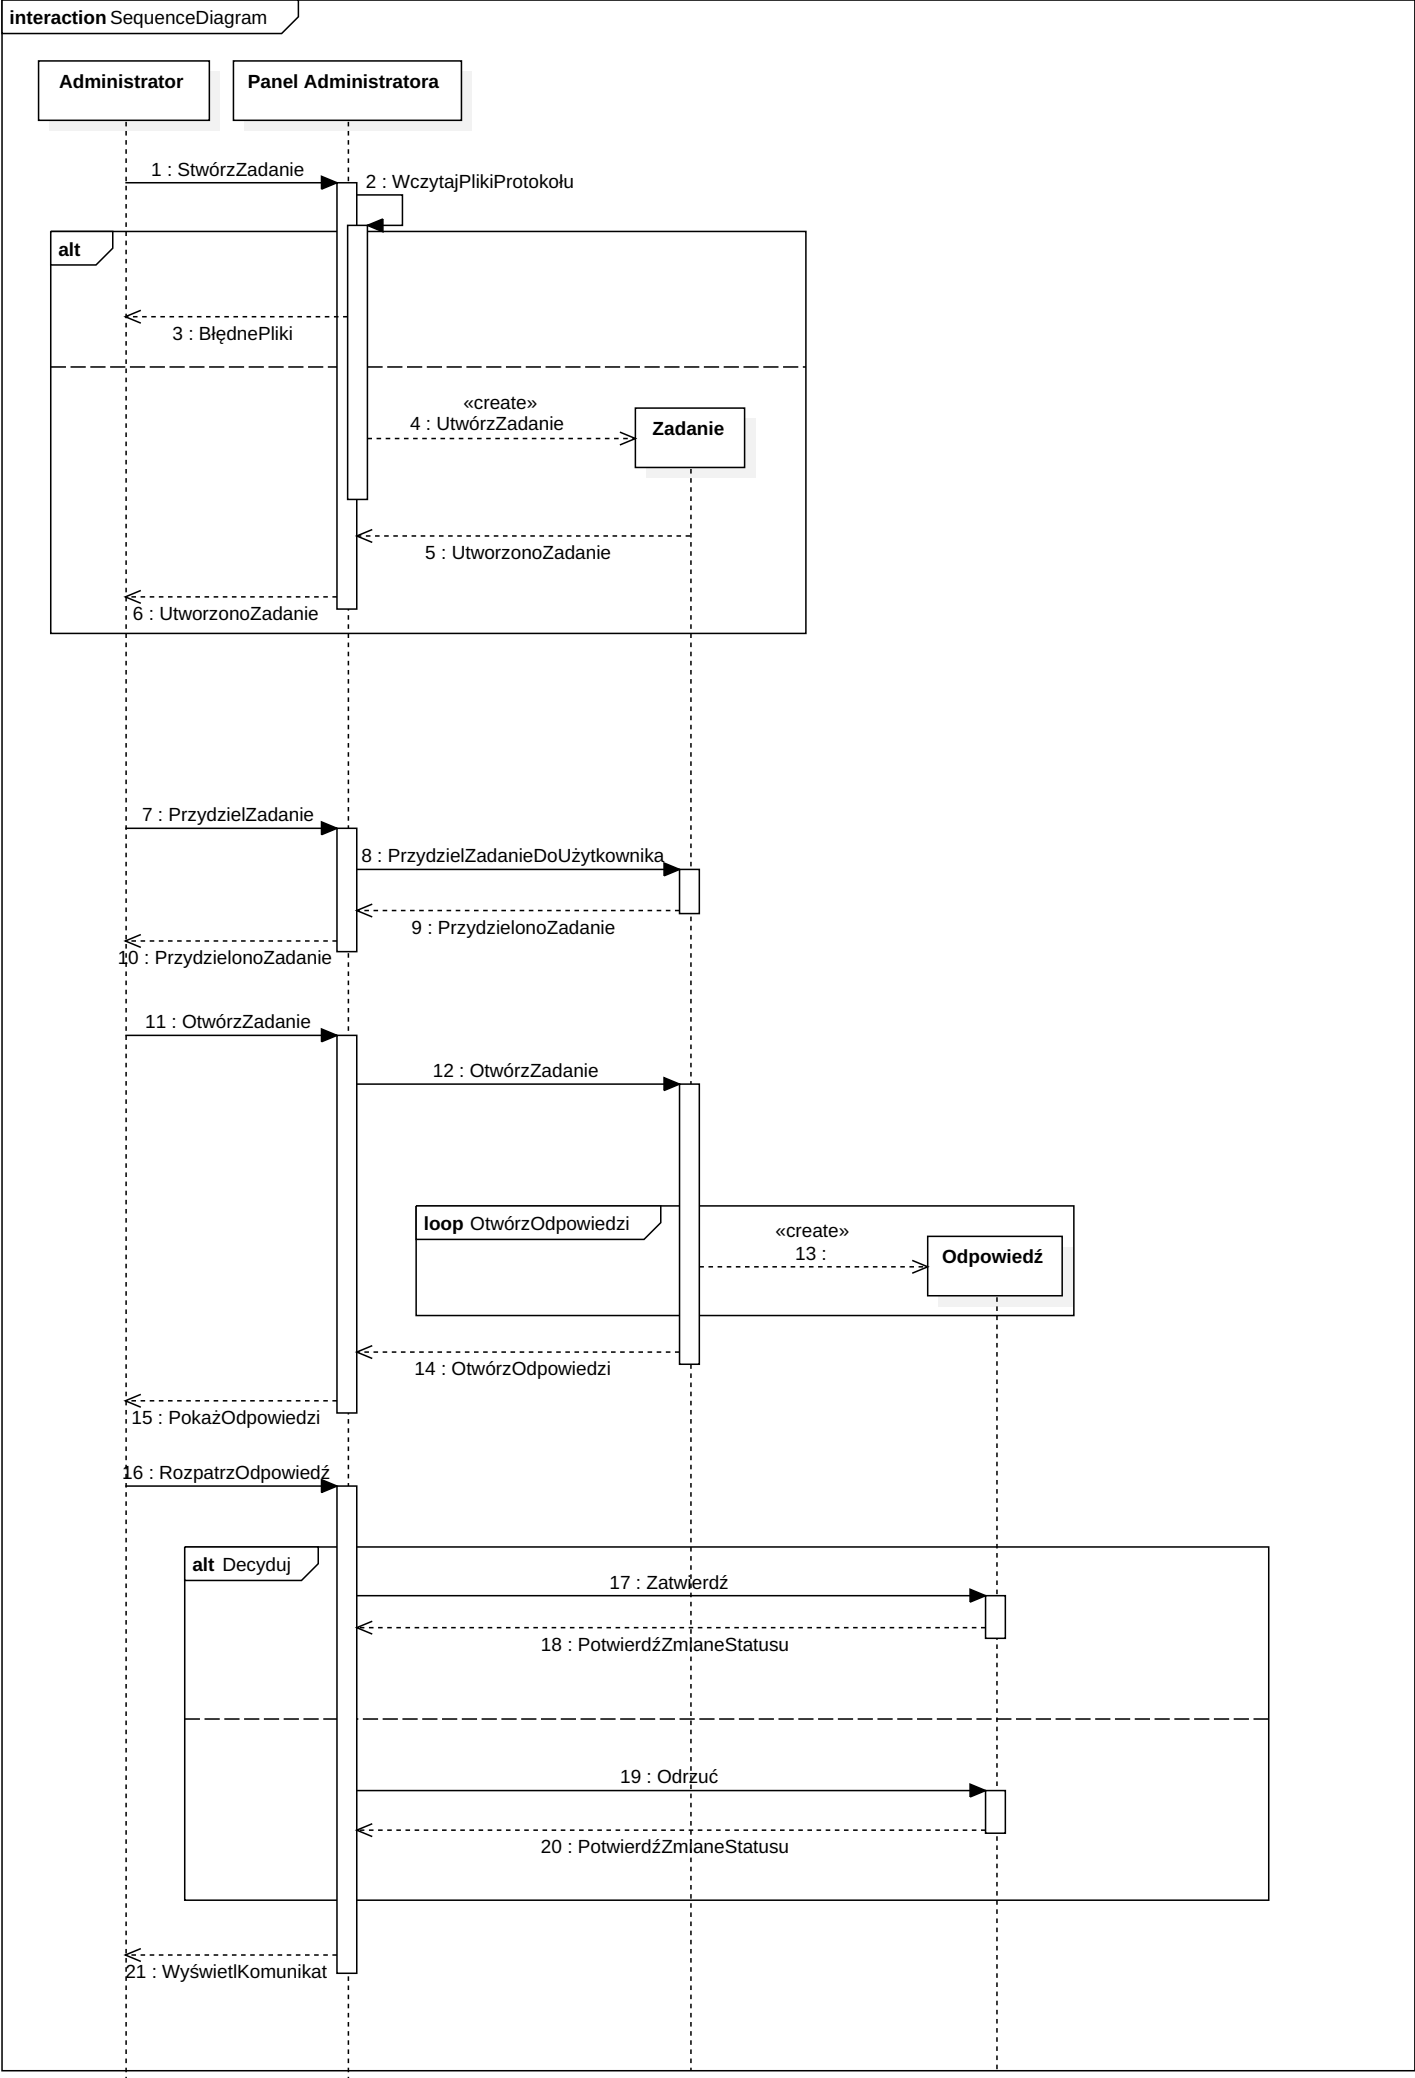 interaction SequenceDiagram
Administrator
Panel Administratora
1 : StwórzZadanie
2 : WczytajPlikiProtokołu
alt
3 : BłędnePliki
«create»
4 : UtwórzZadanie
Zadanie
5 : UtworzonoZadanie
6 : UtworzonoZadanie
7 : PrzydzielZadanie
8 : PrzydzielZadanieDoUżytkownika
9 : PrzydzielonoZadanie
10 : PrzydzielonoZadanie
11 : OtwórzZadanie
12 : OtwórzZadanie
loop OtwórzOdpowiedzi
«create»
13 :
Odpowiedź
14 : OtwórzOdpowiedzi
15 : PokażOdpowiedzi
16 : RozpatrzOdpowiedź
alt Decyduj
17 : Zatwierdź
18 : PotwierdźZmianeStatusu
19 : Odrzuć
20 : PotwierdźZmianeStatusu
21 : WyświetlKomunikat